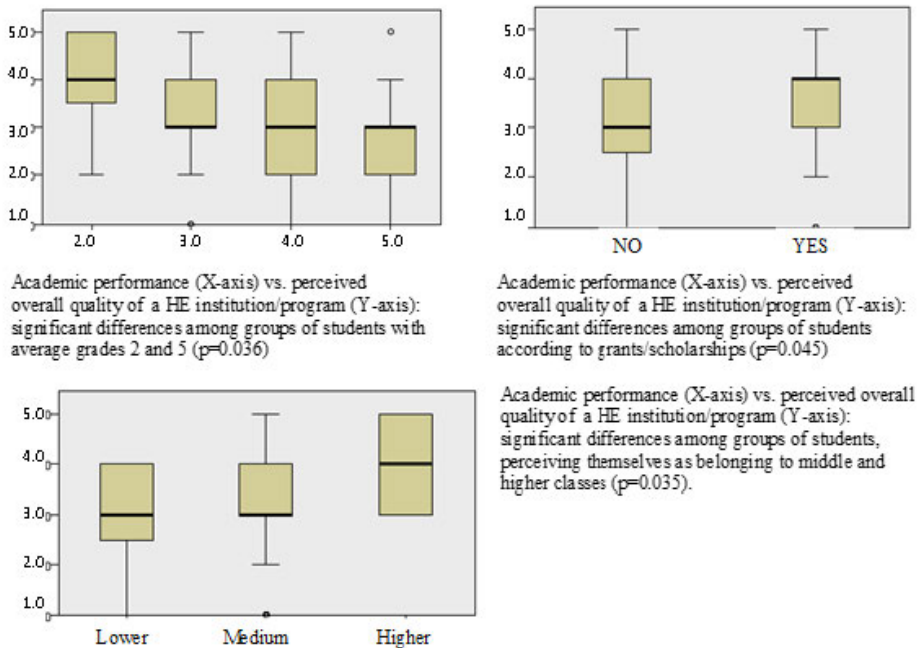 5.0
4.0
3.0
2.0
1.0
2.0 3.0 4.0 5.0
Academic performance (X-axis) vs. perceived
overall quality of a HE institution/program (Y-axis):
significant differences among groups of students with
average grades 2 and 5 (p=0.036)
5.0
4.0
3.0
2.0
1.0
NO YES
Academic performance (X-axis) vs. perceived
overall quality of a HE institution/program (Y-axis):
significant differences among groups of students
according to grants/scholarships (p=0.045)
5.0
4.0
3.0
2.0
1.0
Lower Medium Higher
Academic performance (X-axis) vs. perceived overall
quality of a HE institution/program (Y-axis):
significant differences among groups of students,
perceiving themselves as belonging to middle and
higher classes (p=0.035).